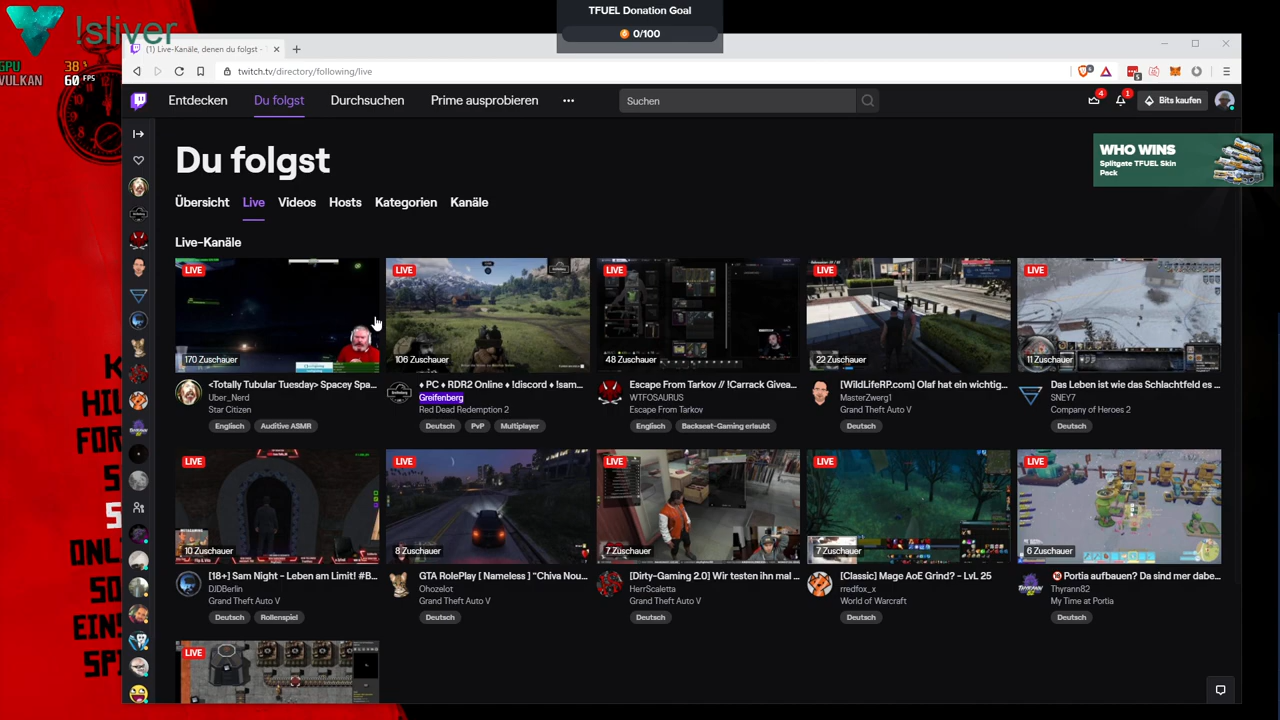 !sliver
TFUEL Donation Goal
0/100
GPU 38 %
VULKAN 60 FPS
(1) Live-Kanäle, denen du folgst -
twitch.tv/directory/following/live
5
Entdecken
Du folgst
Durchsuchen
Prime ausprobieren
Suchen
4
1
Bits kaufen
WHO WINS
Splitgate TFUEL Skin
Pack
Du folgst
Übersicht
Live
Videos
Hosts
Kategorien
Kanäle
Live-Kanäle
LIVE
170 Zuschauer
<Totally Tubular Tuesday> Spacey Spa...
Uber_Nerd
Star Citizen
Englisch
Auditive ASMR
LIVE
106 Zuschauer
♦ PC ♦ RDR2 Online ♦ !discord ♦ !sam...
Greifenberg
Red Dead Redemption 2
Deutsch
PvP
Multiplayer
LIVE
48 Zuschauer
Escape From Tarkov // !Carrack Givea...
WTFOSAURUS
Escape From Tarkov
Englisch
Backseat-Gaming erlaubt
LIVE
22 Zuschauer
[WildLifeRP.com] Olaf hat ein wichtig...
MasterZwerg1
Grand Theft Auto V
Deutsch
LIVE
11 Zuschauer
Das Leben ist wie das Schlachtfeld es ...
SNEY7
Company of Heroes 2
Deutsch
LIVE
10 Zuschauer
[18+] Sam Night - Leben am Limit! #B...
DJDBerlin
Grand Theft Auto V
Deutsch
Rollenspiel
LIVE
8 Zuschauer
GTA RolePlay [ Nameless ] "Chiva Nou...
Ohozelot
Grand Theft Auto V
Deutsch
LIVE
7 Zuschauer
[Dirty-Gaming 2.0] Wir testen ihn mal ...
HerrScaletta
Grand Theft Auto V
Deutsch
LIVE
7 Zuschauer
[Classic] Mage AoE Grind? - LvL 25
rredfox_x
World of Warcraft
Deutsch
LIVE
6 Zuschauer
🔞 Portia aufbauen? Da sind mer dabe...
Thyrann82
My Time at Portia
Deutsch
LIVE